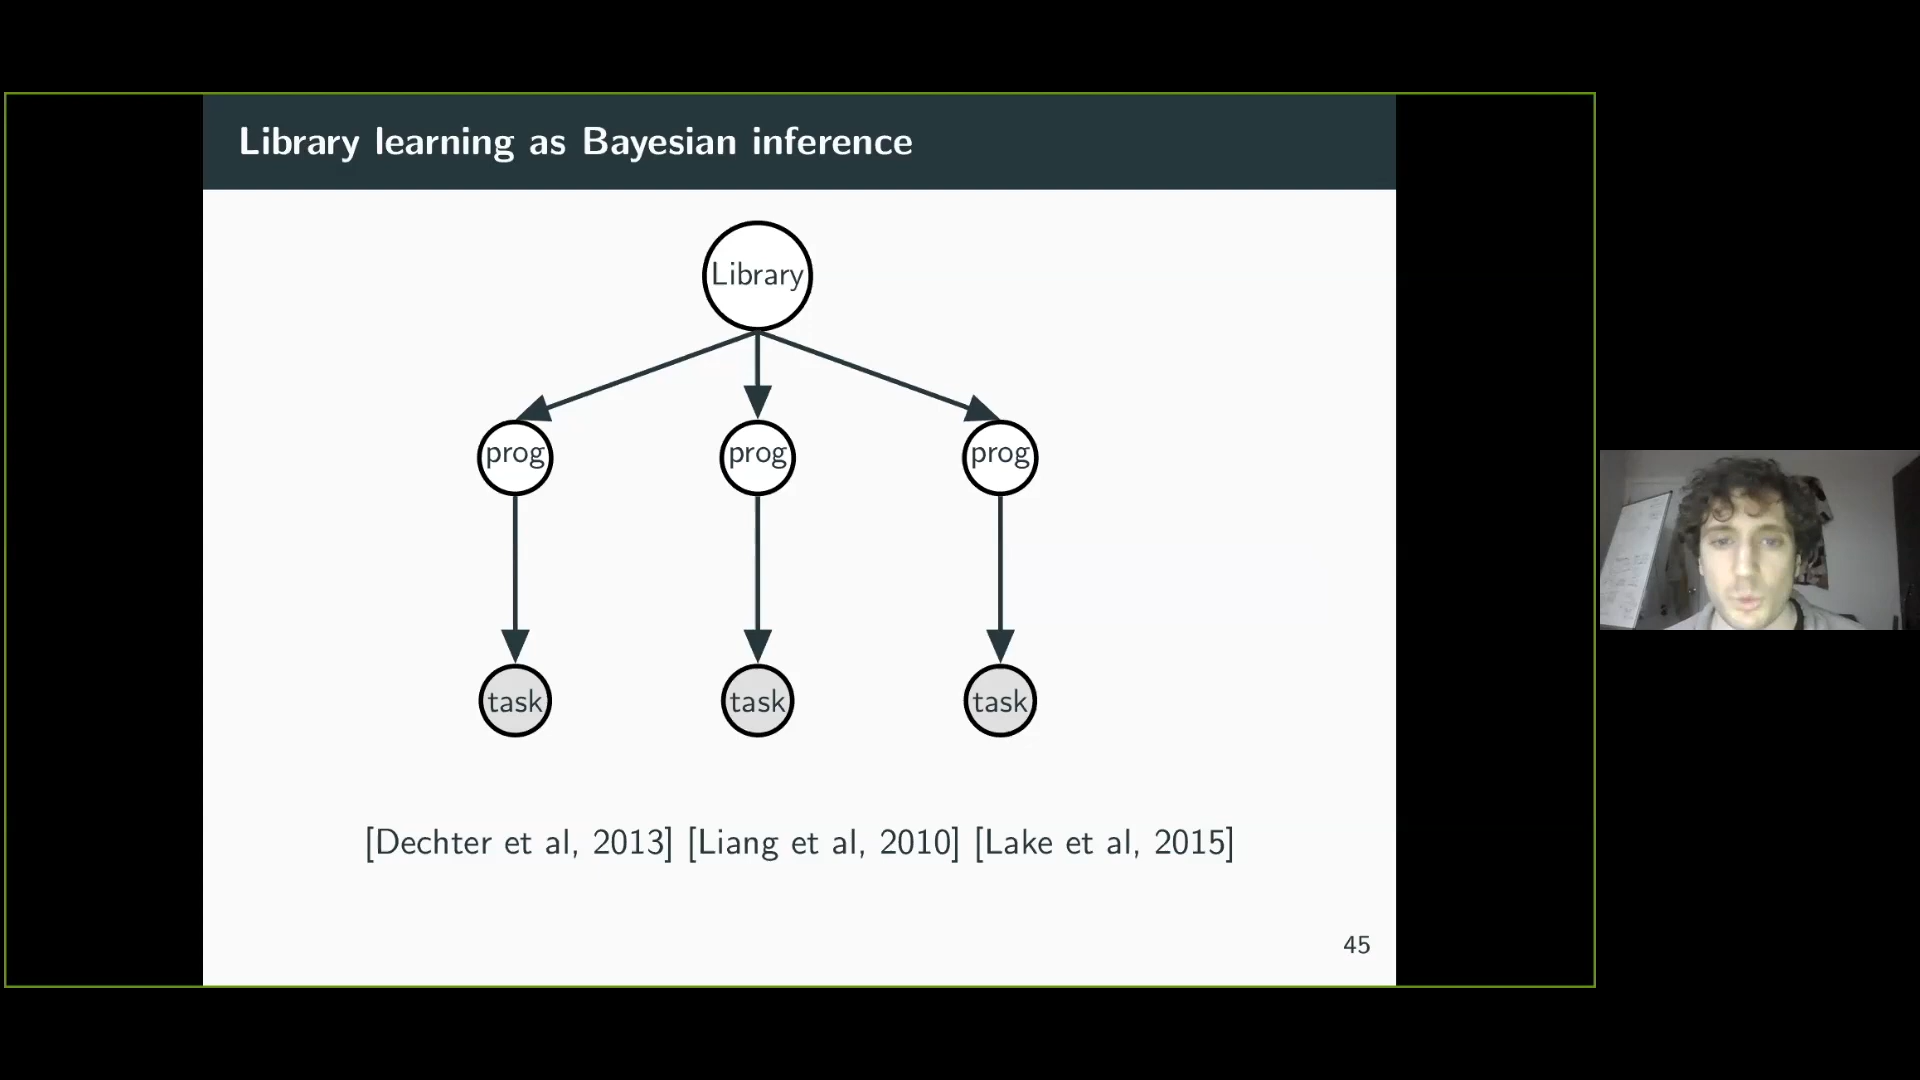 Library learning as Bayesian inference
Library
prog prog prog
task task task
[Dechter et al, 2013] [Liang et al, 2010] [Lake et al, 2015]
45